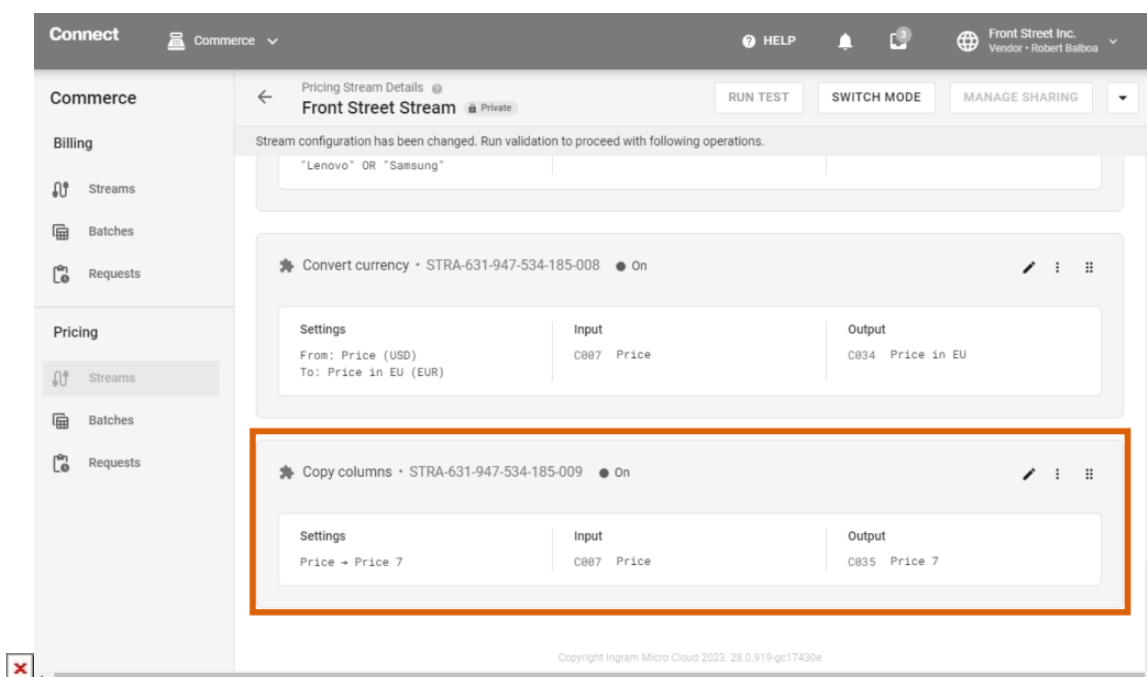 Connect
Commerce
HELP
3
Front Street Inc.
Vendor • Robert Balboa
Commerce
Billing
Streams
Batches
Requests
Pricing
Streams
Batches
Requests
Pricing Stream Details
Front Street Stream Private
RUN TEST
SWITCH MODE
MANAGE SHARING
Stream configuration has been changed. Run validation to proceed with following operations.
"Lenovo" OR "Samsung"
Convert currency • STRA-631-947-534-185-008 On
Settings
From: Price (USD)
To: Price in EU (EUR)
Input
C007 Price
Output
C034 Price in EU
Copy columns • STRA-631-947-534-185-009 On
Settings
Price → Price 7
Input
C007 Price
Output
C035 Price 7
Copyright Ingram Micro Cloud 2023. 28.0.919-gc17430e